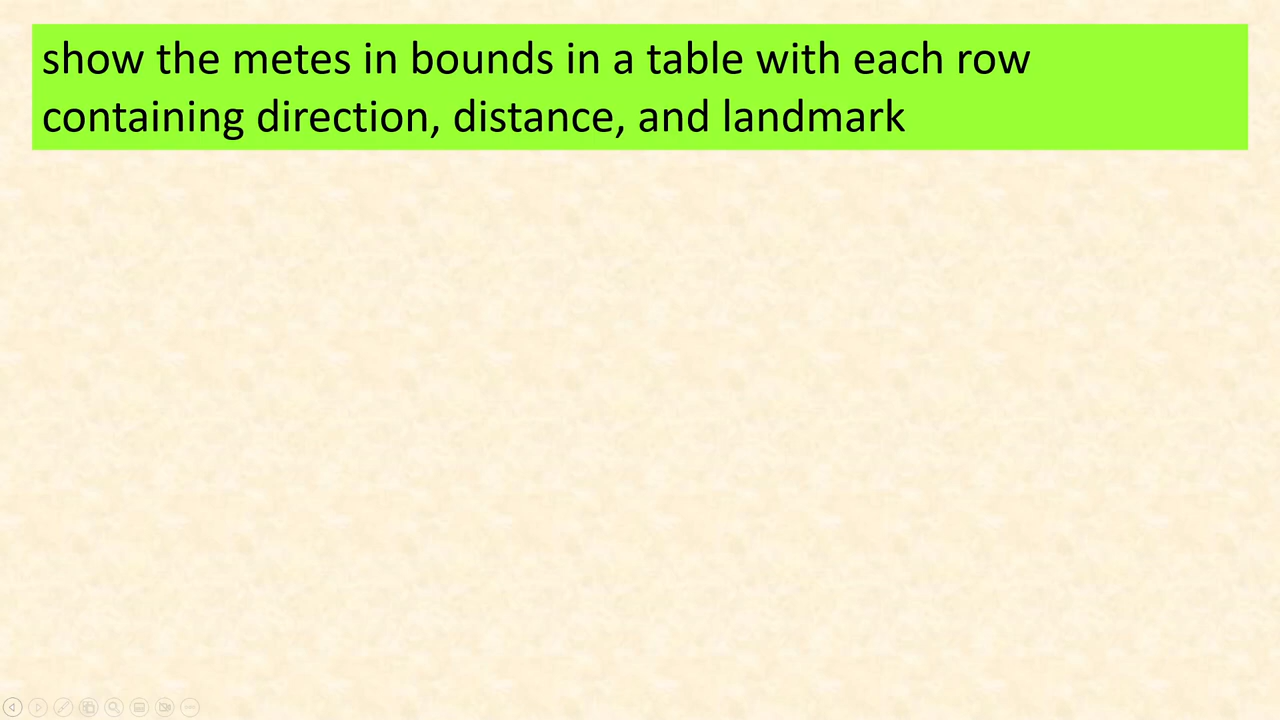 show the metes in bounds in a table with each row
containing direction, distance, and landmark